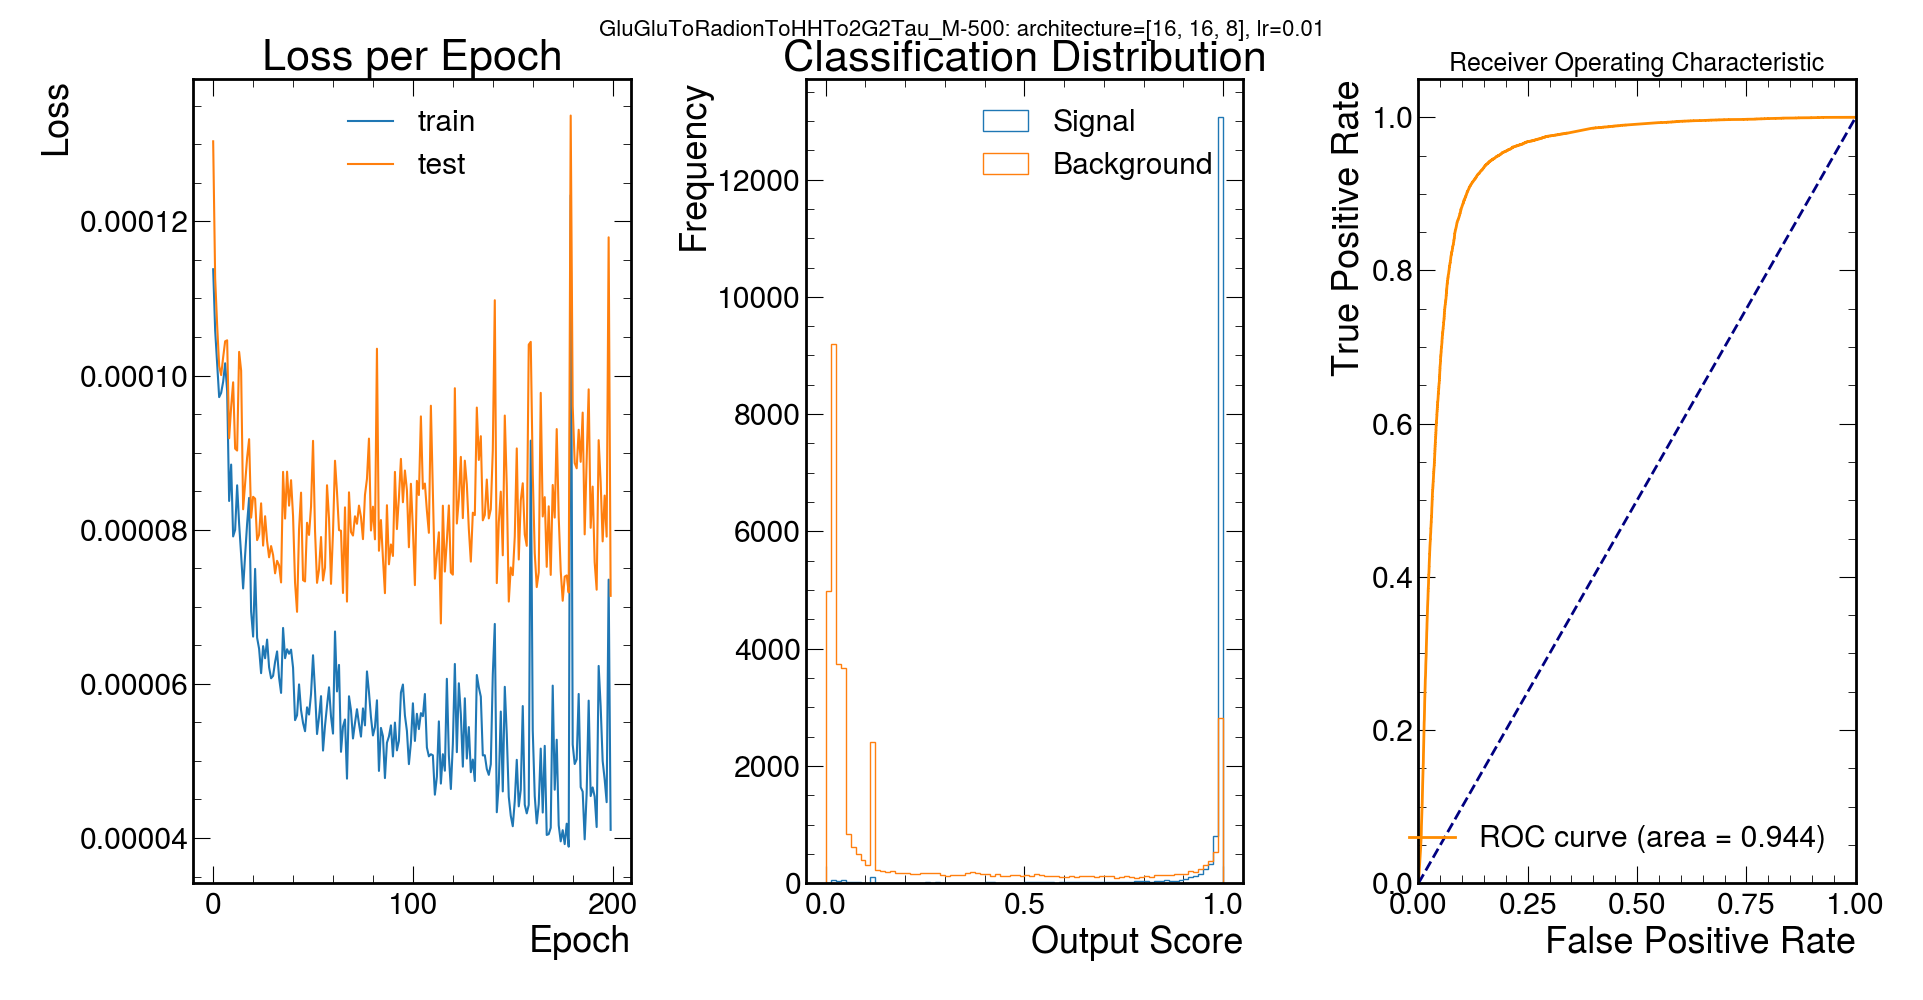 GluGluToRadionToHHTo2G2Tau_M-500: architecture=[16, 16, 8], lr=0.01
Loss per Epoch
Loss
train
test
0.00012
0.00010
0.00008
0.00006
0.00004
0
100
200
Epoch
Classification Distribution
Frequency
Signal
Background
12000
10000
8000
6000
4000
2000
0
0.0
0.5
1.0
Output Score
Receiver Operating Characteristic
True Positive Rate
1.0
0.8
0.6
0.4
0.2
0.0
ROC curve (area = 0.944)
0.00
0.25
0.50
0.75
1.00
False Positive Rate